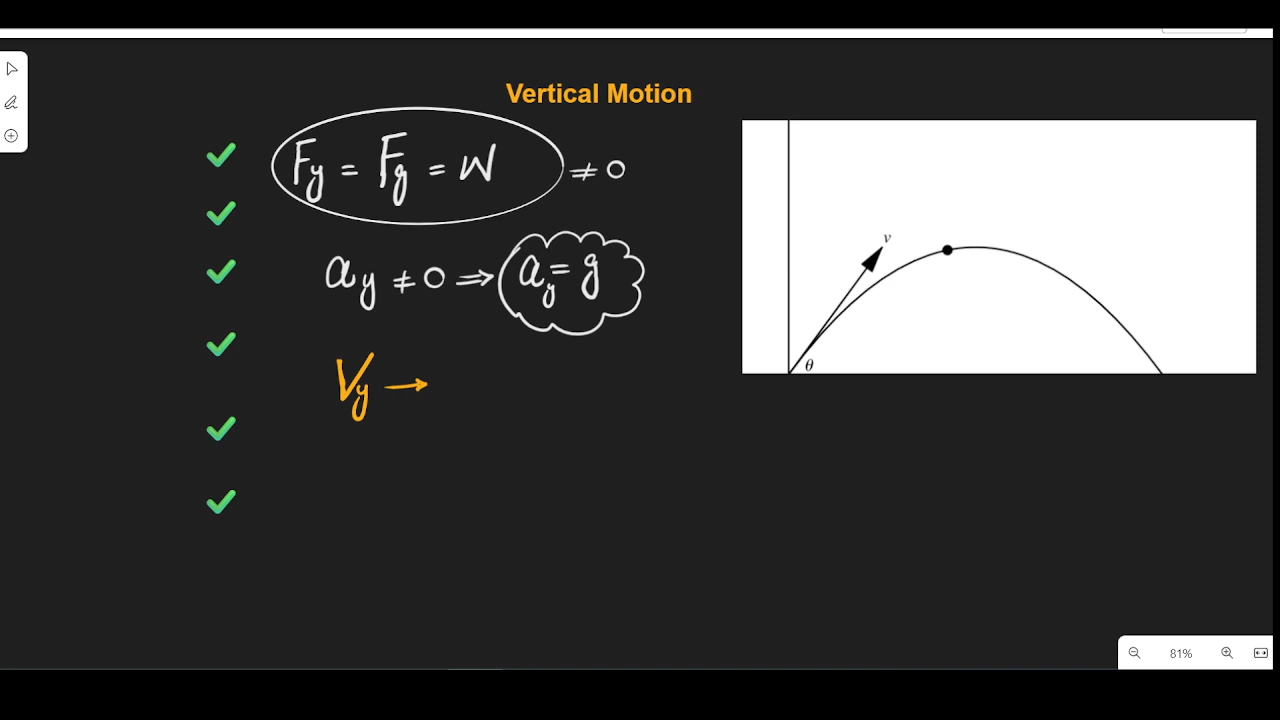 Vertical Motion
Fy = Fg = W ≠ 0
ay ≠ 0 ⇒ ay = g
Vy →
v
θ
81%